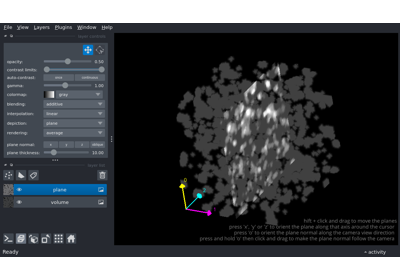 File View Layers Plugins Window Help
layer controls
opacity: 0.50
contrast limits:
auto-contrast: once continuous
gamma: 1.00
colormap: gray
blending: additive
interpolation: linear
depiction: plane
rendering: average
plane normal: x y z oblique
plane thickness: 10.00
layer list
plane
volume
shift + click and drag to move the planes
press 'x', 'y' or 'z' to orient the plane along that axis around the cursor
press 'o' to orient the plane normal along the camera view direction
press and hold 'o' then click and drag to make the plane normal follow the camera
Ready
activity